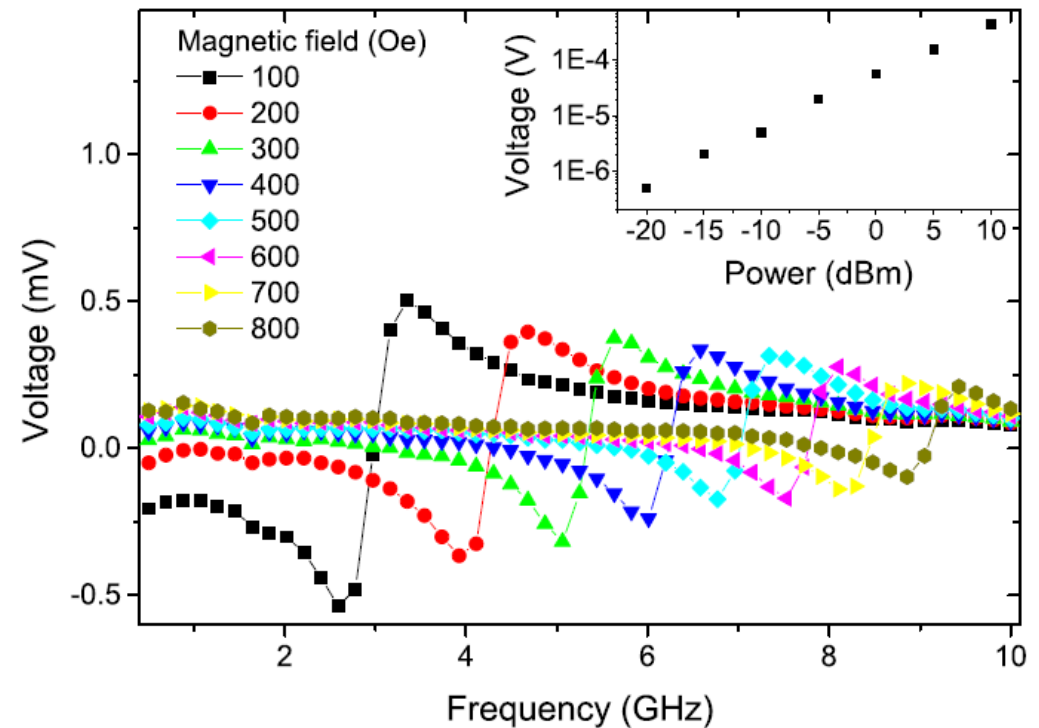 Magnetic field (Oe)
100
200
300
400
500
600
700
800
Voltage (V)
1E-4
1E-5
1E-6
-20 -15 -10 -5 0 5 10
Power (dBm)
Voltage (mV)
1.0
0.5
0.0
-0.5
2 4 6 8 10
Frequency (GHz)